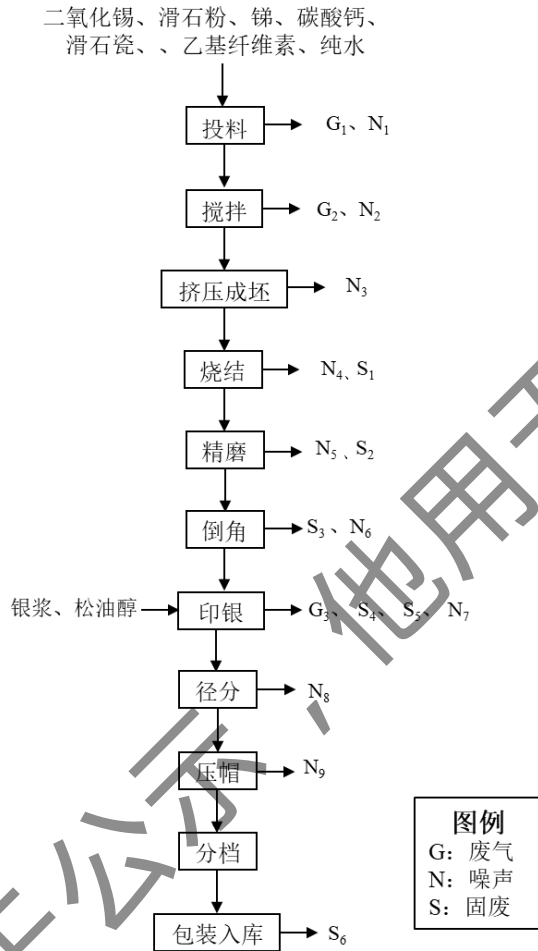 二氧化锡、滑石粉、锑、碳酸钙、
滑石瓷、、乙基纤维素、纯水
投料
G₁、N₁
搅拌
G₂、N₂
挤压成坯
N₃
烧结
N₄、S₁
精磨
N₅、S₂
倒角
S₃、N₆
银浆、松油醇
印银
G₃、S₄、S₅、N₇
径分
N₈
压帽
N₉
分档
包装入库
S₆
图例
G：废气
N：噪声
S：固废
公示，他用